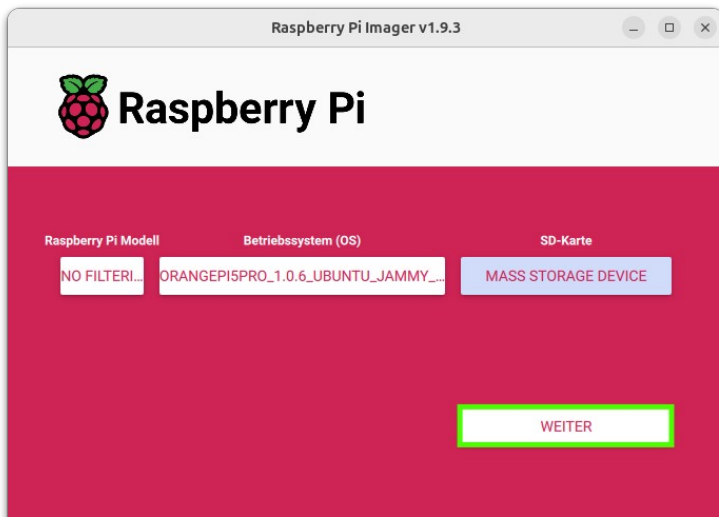 Raspberry Pi Imager v1.9.3
Raspberry Pi
Raspberry Pi Modell Betriebssystem (OS) SD-Karte
NO FILTERI... ORANGEPI5PRO_1.0.6_UBUNTU_JAMMY_... MASS STORAGE DEVICE
WEITER